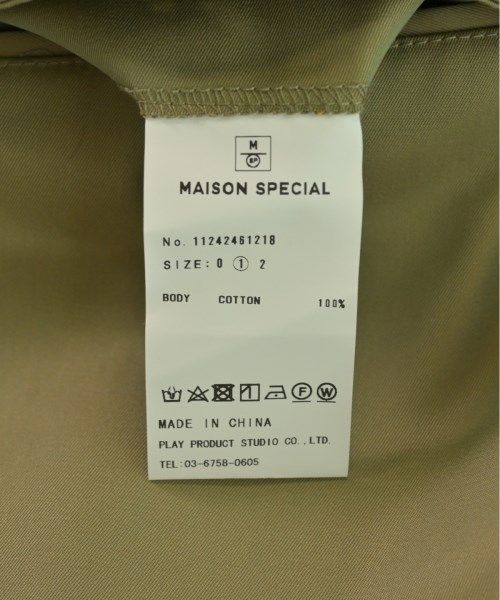 M
SP
MAISON SPECIAL
No. 11242461218
SIZE: 0 1 2
BODY COTTON 100%
F W
MADE IN CHINA
PLAY PRODUCT STUDIO CO.,LTD.
TEL:03-6758-0605